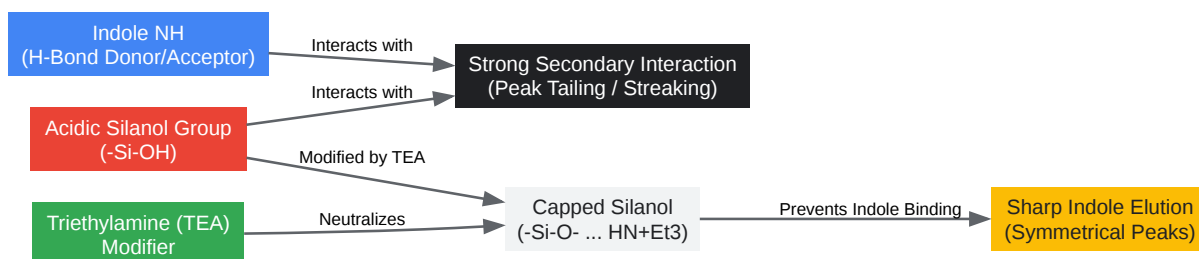 Indole NH
(H-Bond Donor/Acceptor)
Interacts with
Strong Secondary Interaction
(Peak Tailing / Streaking)
Interacts with
Acidic Silanol Group
(-Si-OH)
Modified by TEA
Triethylamine (TEA)
Modifier
Neutralizes
Capped Silanol
(-Si-O- ... HN+Et3)
Prevents Indole Binding
Sharp Indole Elution
(Symmetrical Peaks)